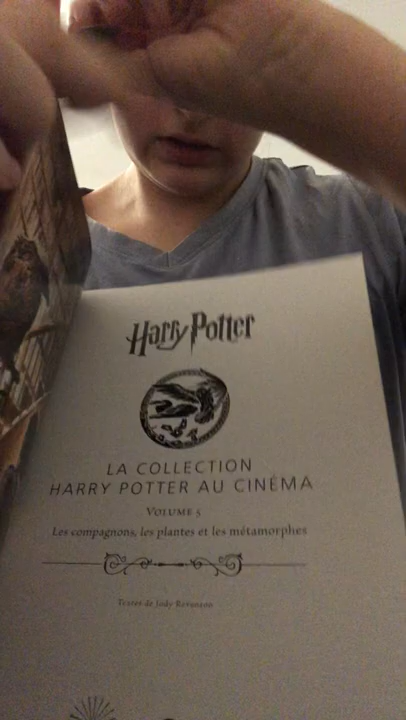 Harry Potter
LA COLLECTION
HARRY POTTER AU CINÉMA
VOLUME 5
Les compagnons, les plantes et les métamorphes
Textes de Jody Revenson